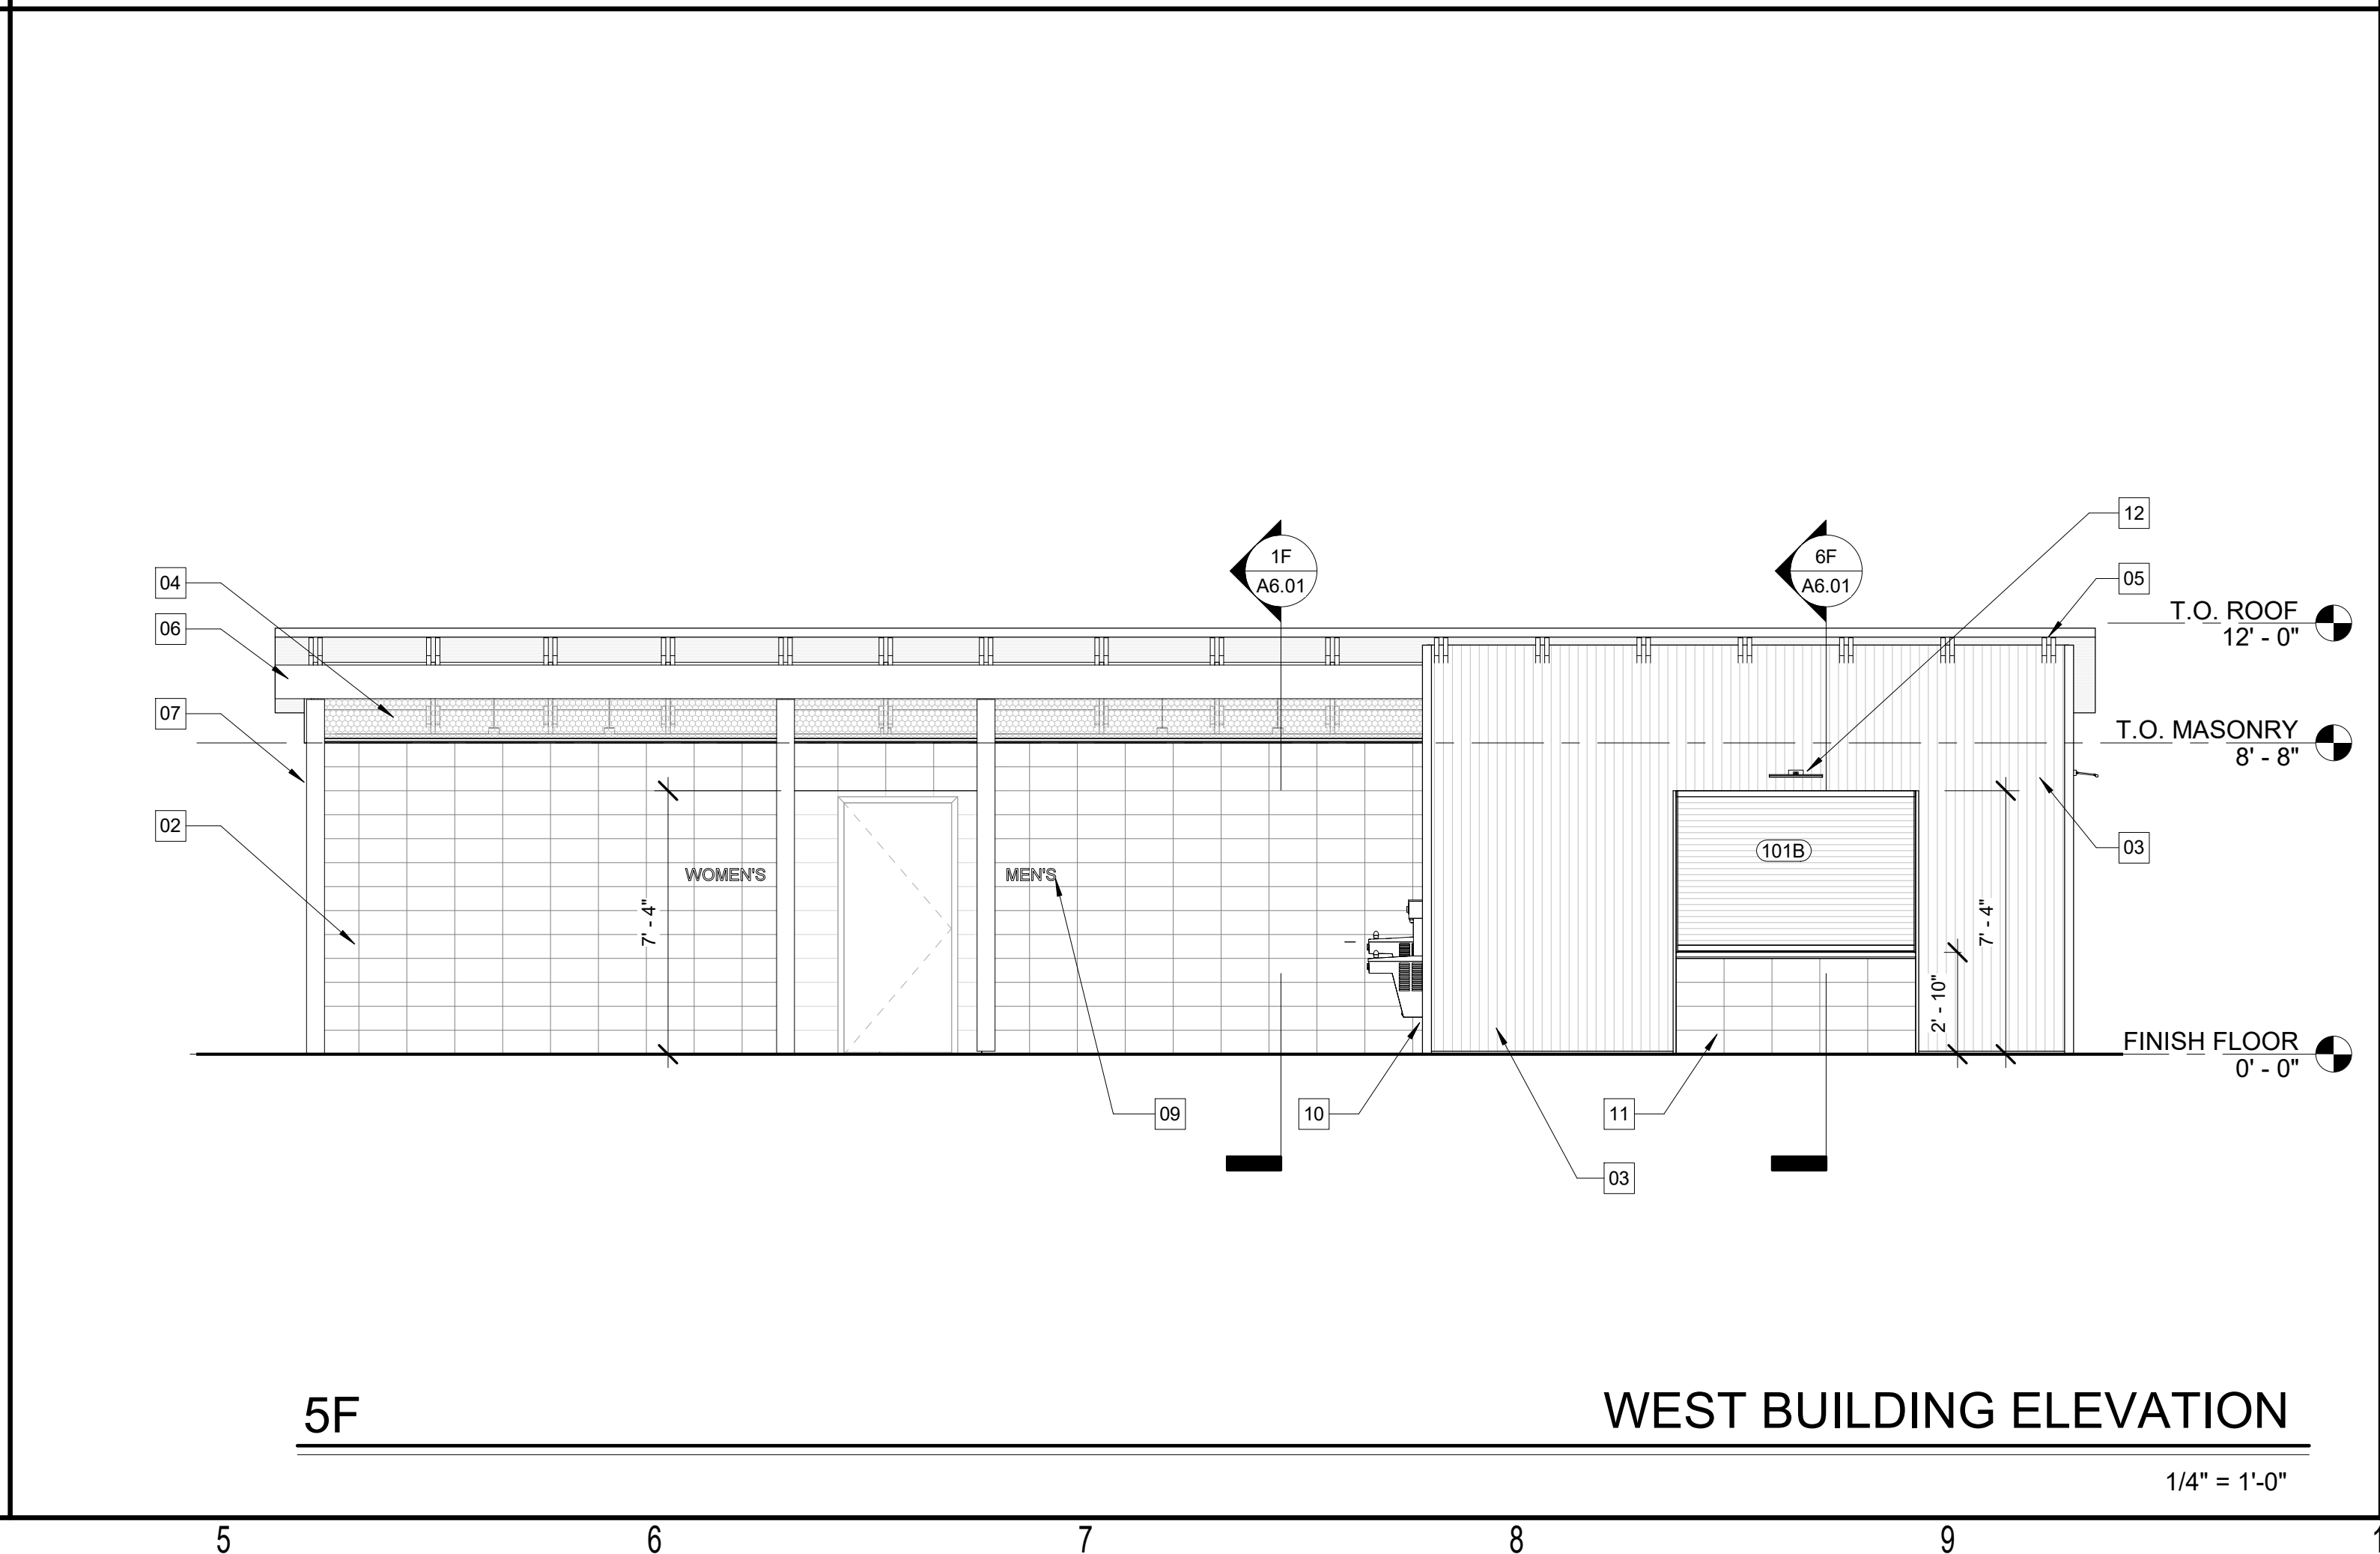 12
1F
A6.01
6F
A6.01
04
05
T.O. ROOF
12' - 0"
06
07
T.O. MASONRY
8' - 8"
02
03
101B
WOMEN'S
MEN'S
7' - 4"
7' - 4"
2' - 10"
FINISH FLOOR
0' - 0"
09
10
11
03
5F
WEST BUILDING ELEVATION
1/4" = 1'-0"
5
6
7
8
9